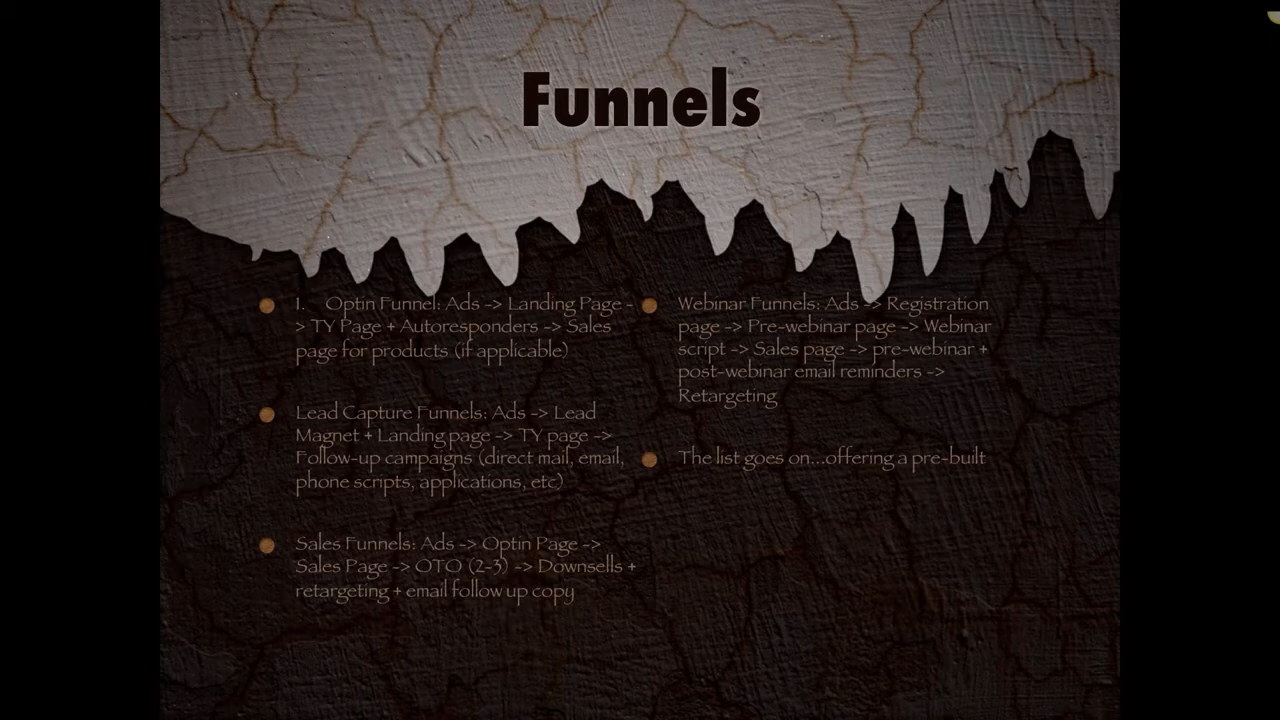 Funnels
1. Optin Funnel: Ads -> Landing Page -
> TY Page + Autoresponders -> Sales
page for products (if applicable)
Lead Capture Funnels: Ads -> Lead
Magnet + Landing page -> TY page ->
Follow-up campaigns (direct mail, email,
phone scripts, applications, etc)
Sales Funnels: Ads -> Optin Page ->
Sales Page -> OTO (2-3) -> Downsells +
retargeting + email follow up copy
Webinar Funnels: Ads -> Registration
page -> Pre-webinar page -> Webinar
script -> Sales page -> pre-webinar +
post-webinar email reminders ->
Retargeting
The list goes on...offering a pre-built